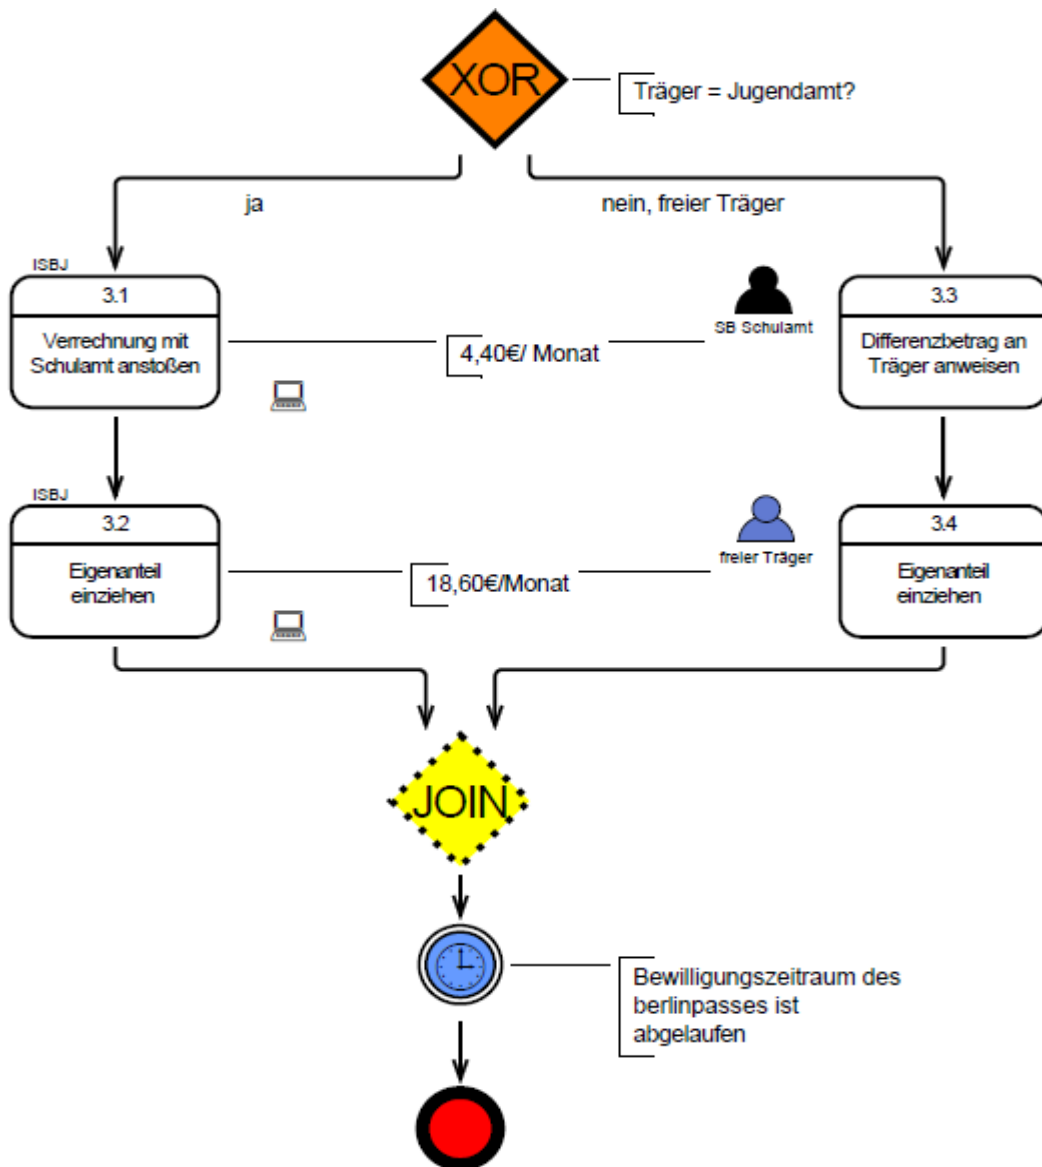 XOR
Träger = Jugendamt?
ja
nein, freier Träger
ISBJ
3.1
Verrechnung mit
Schulamt anstoßen
4,40€/ Monat
SB Schulamt
3.3
Differenzbetrag an
Träger anweisen
ISBJ
3.2
Eigenanteil
einziehen
18,60€/Monat
freier Träger
3.4
Eigenanteil
einziehen
JOIN
Bewilligungszeitraum des
berlinpasses ist
abgelaufen